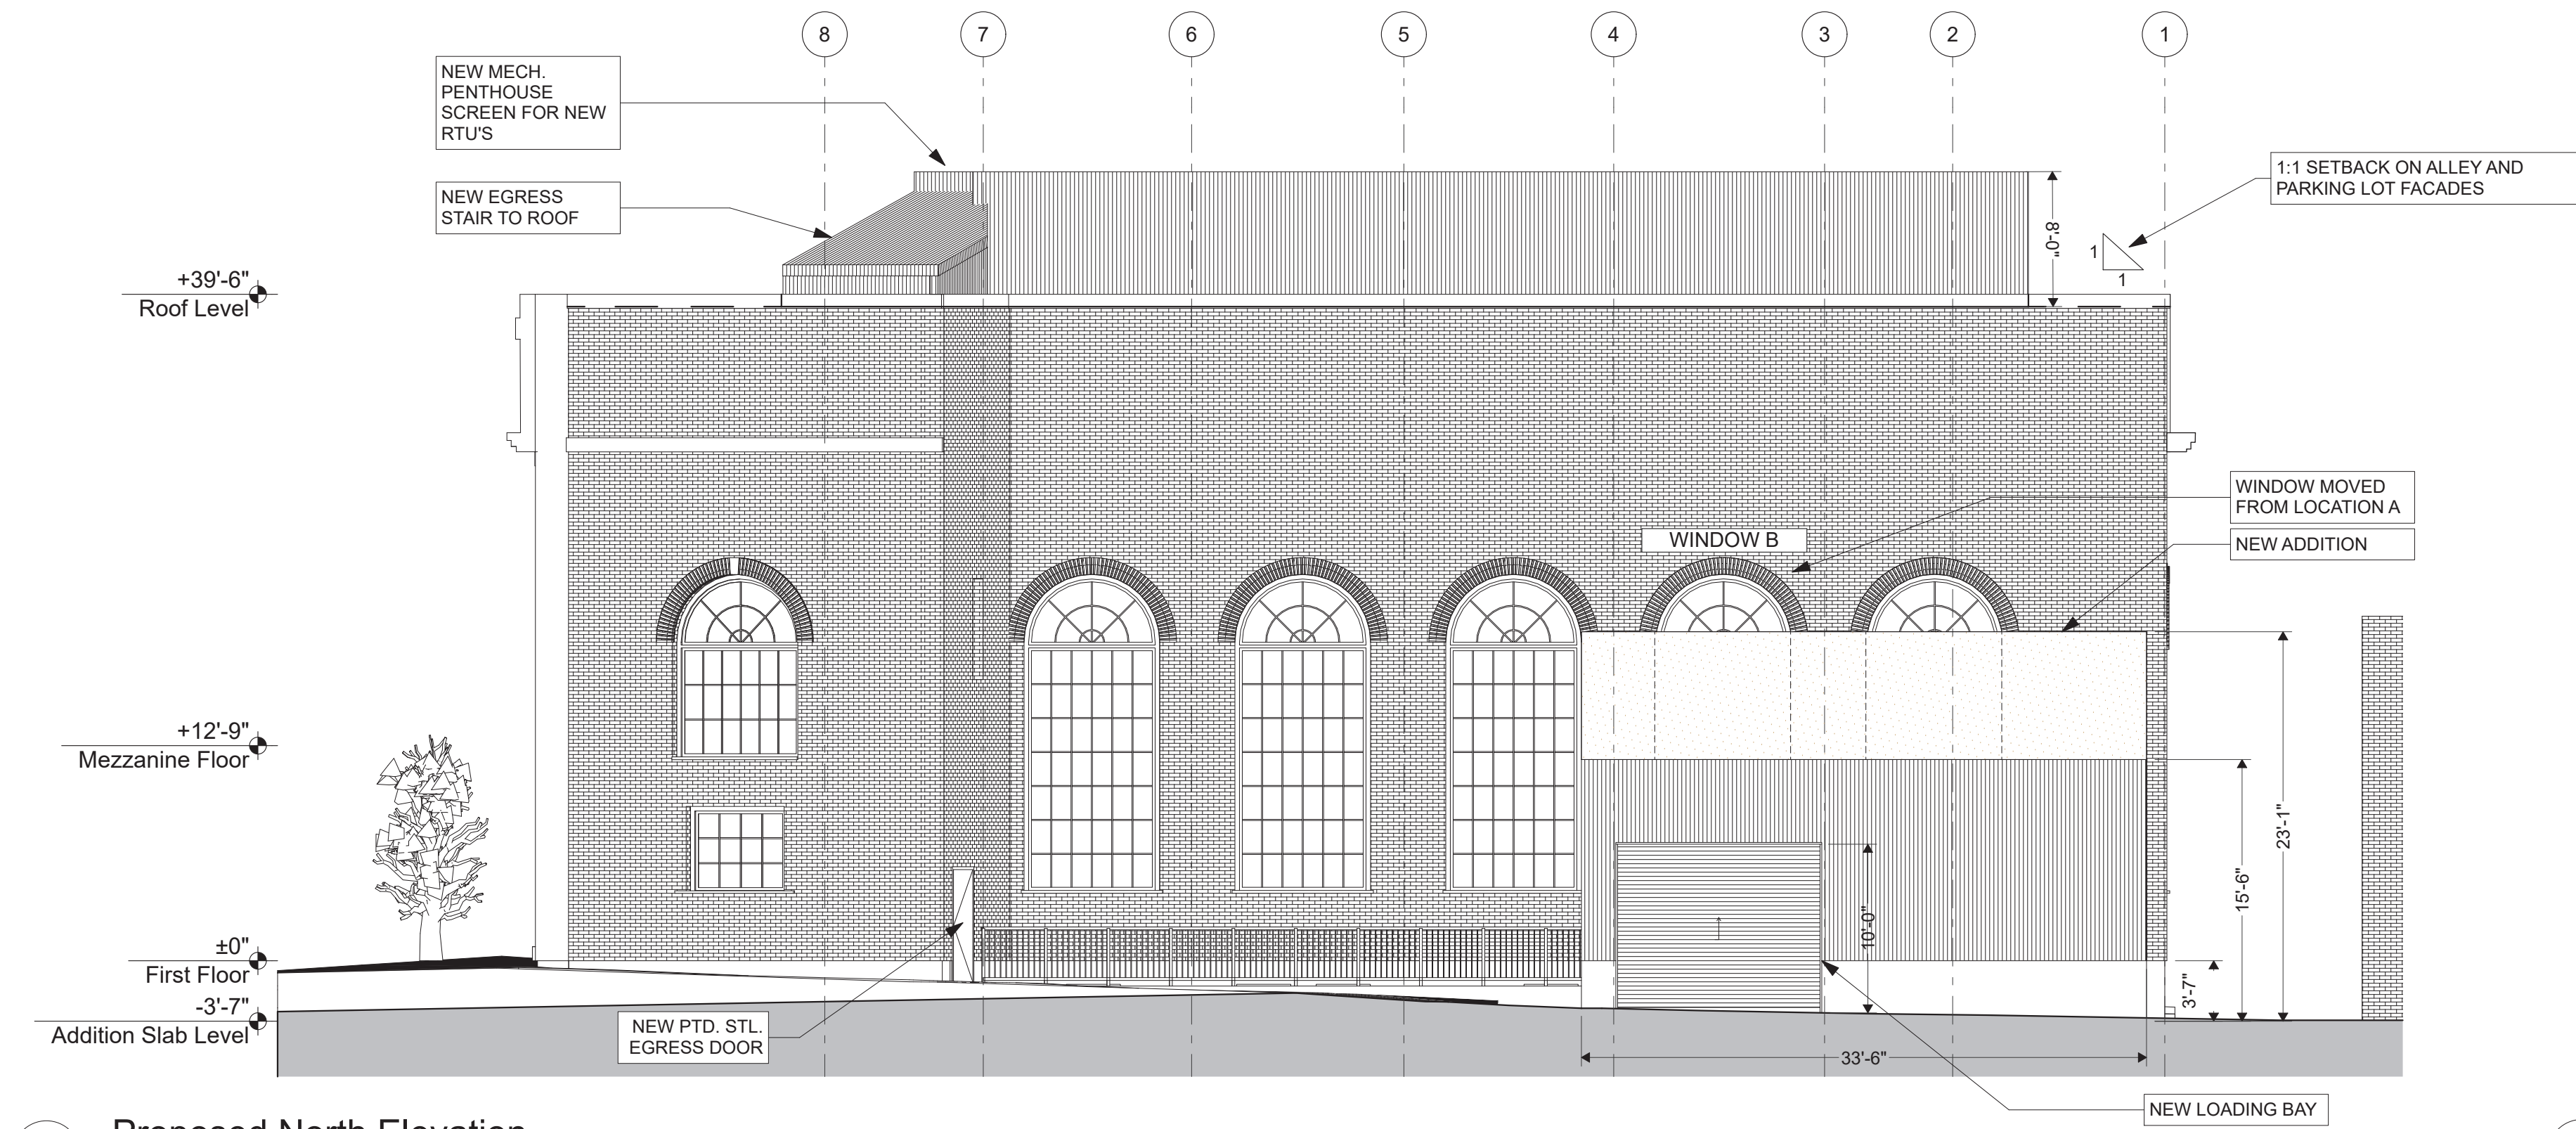 8
7
6
5
4
3
2
1
NEW MECH.
PENTHOUSE
SCREEN FOR NEW
RTU'S
NEW EGRESS
STAIR TO ROOF
1:1 SETBACK ON ALLEY AND
PARKING LOT FACADES
8'-0"
1
1
+39'-6"
Roof Level
WINDOW MOVED
FROM LOCATION A
WINDOW B
NEW ADDITION
+12'-9"
Mezzanine Floor
23'-1"
15'-6"
10'-0"
±0"
First Floor
3'-7"
-3'-7"
Addition Slab Level
NEW PTD. STL.
EGRESS DOOR
33'-6"
NEW LOADING BAY
Proposed North Elevation